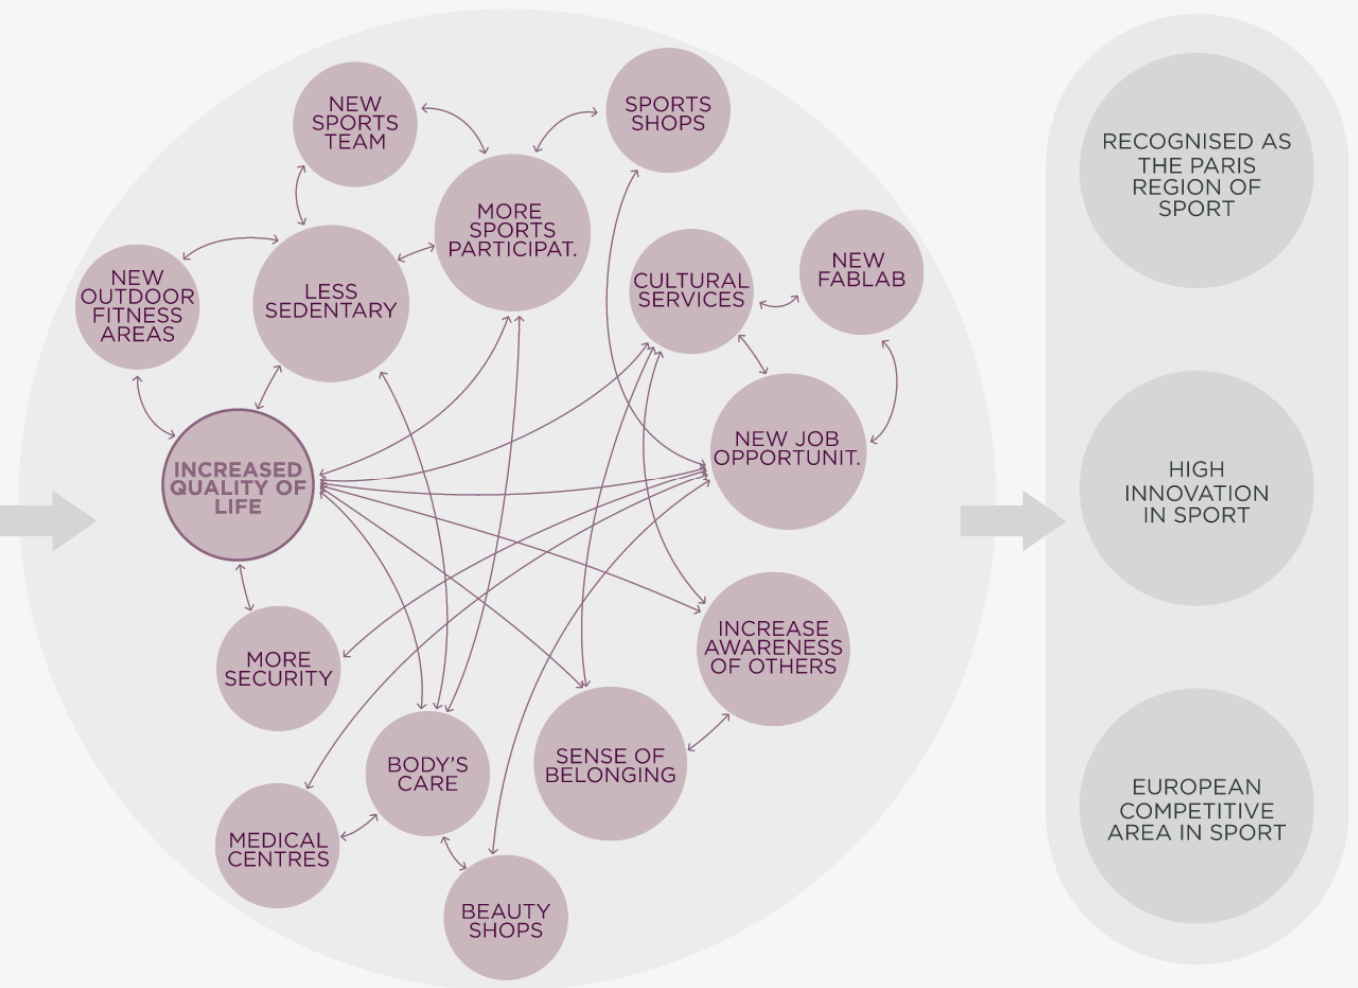 NEW
SPORTS
TEAM
SPORTS
SHOPS
MORE
SPORTS
PARTICIPAT.
NEW
OUTDOOR
FITNESS
AREAS
LESS
SEDENTARY
CULTURAL
SERVICES
NEW
FABLAB
NEW JOB
OPPORTUNIT.
INCREASED
QUALITY OF
LIFE
MORE
SECURITY
INCREASE
AWARENESS
OF OTHERS
BODY'S
CARE
SENSE OF
BELONGING
MEDICAL
CENTRES
BEAUTY
SHOPS
RECOGNISED AS
THE PARIS
REGION OF
SPORT
HIGH
INNOVATION
IN SPORT
EUROPEAN
COMPETITIVE
AREA IN SPORT